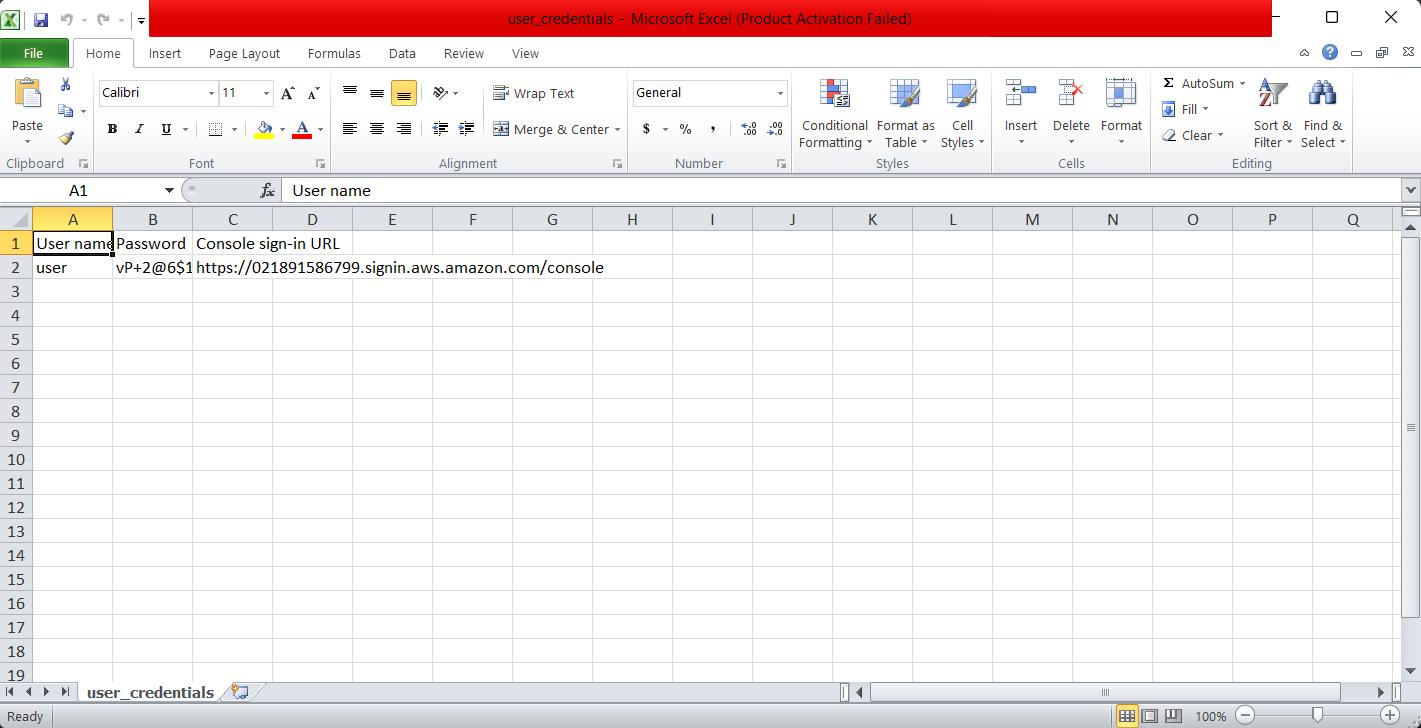 user_credentials - Microsoft Excel (Product Activation Failed)
File Home Insert Page Layout Formulas Data Review View
Calibri 11 General
Paste
B I U
Wrap Text
Merge & Center
$ % ,
Conditional Formatting
Format as Table
Cell Styles
Insert Delete Format
Σ AutoSum
Fill
Clear
Sort & Filter
Find & Select
Clipboard Font Alignment Number Styles Cells Editing
A1 fx User name
A B C D E F G H I J K L M N O P Q
1 User name Password Console sign-in URL
2 user vP+2@6$1 https://021891586799.signin.aws.amazon.com/console
3
4
5
6
7
8
9
10
11
12
13
14
15
16
17
18
19
user_credentials
Ready 100%